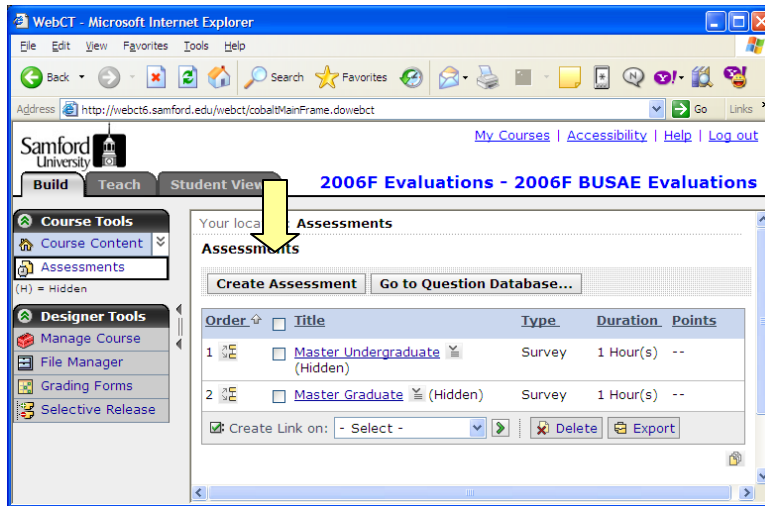 WebCT - Microsoft Internet Explorer
File Edit View Favorites Tools Help
Back Search Favorites
Address http://webct6.samford.edu/webct/cobaltMainFrame.dowebct Go Links
Samford
University
My Courses | Accessibility | Help | Log out
Build Teach Student View 2006F Evaluations - 2006F BUSAE Evaluations
Course Tools
Course Content
Assessments
(H) = Hidden
Designer Tools
Manage Course
File Manager
Grading Forms
Selective Release
Your loca : Assessments
Assessments
Create Assessment Go to Question Database...
Order Title Type Duration Points
1 Master Undergraduate Survey 1 Hour(s) --
(Hidden)
2 Master Graduate (Hidden) Survey 1 Hour(s) --
Create Link on: - Select - Delete Export